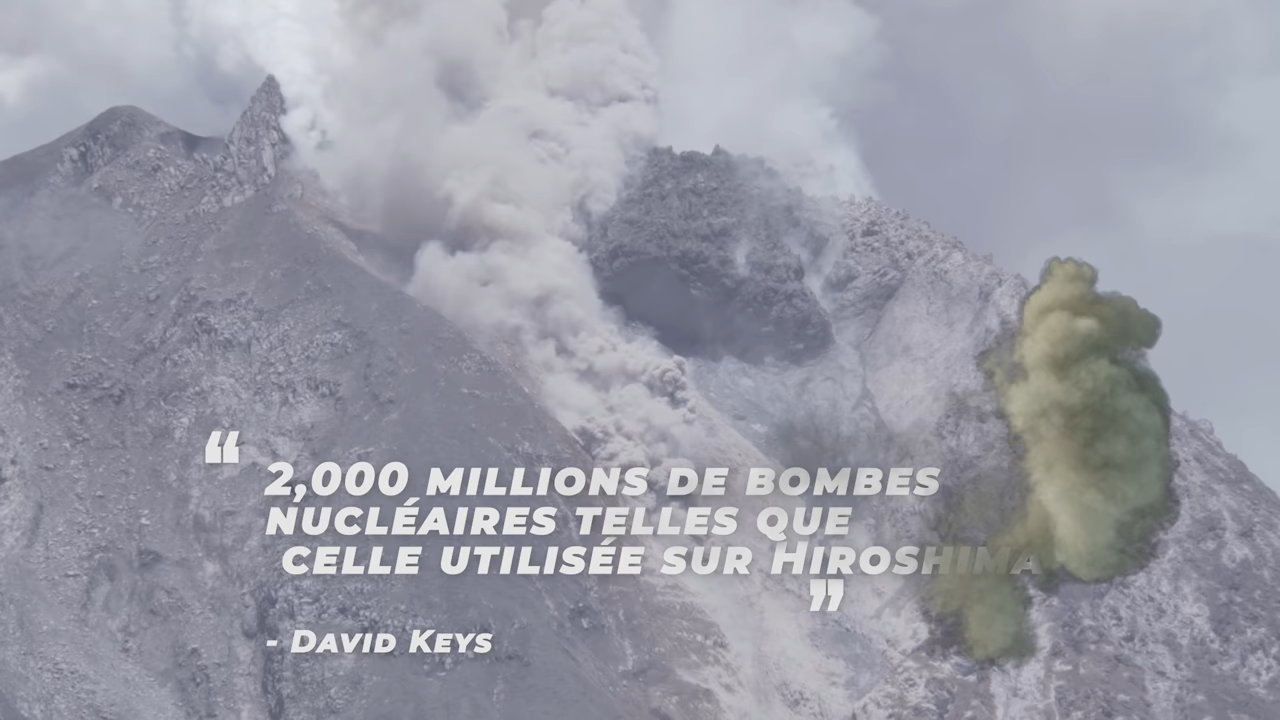 “ 2,000 MILLIONS DE BOMBES
NUCLÉAIRES TELLES QUE
CELLE UTILISÉE SUR HIROSHIMA
”
- DAVID KEYS